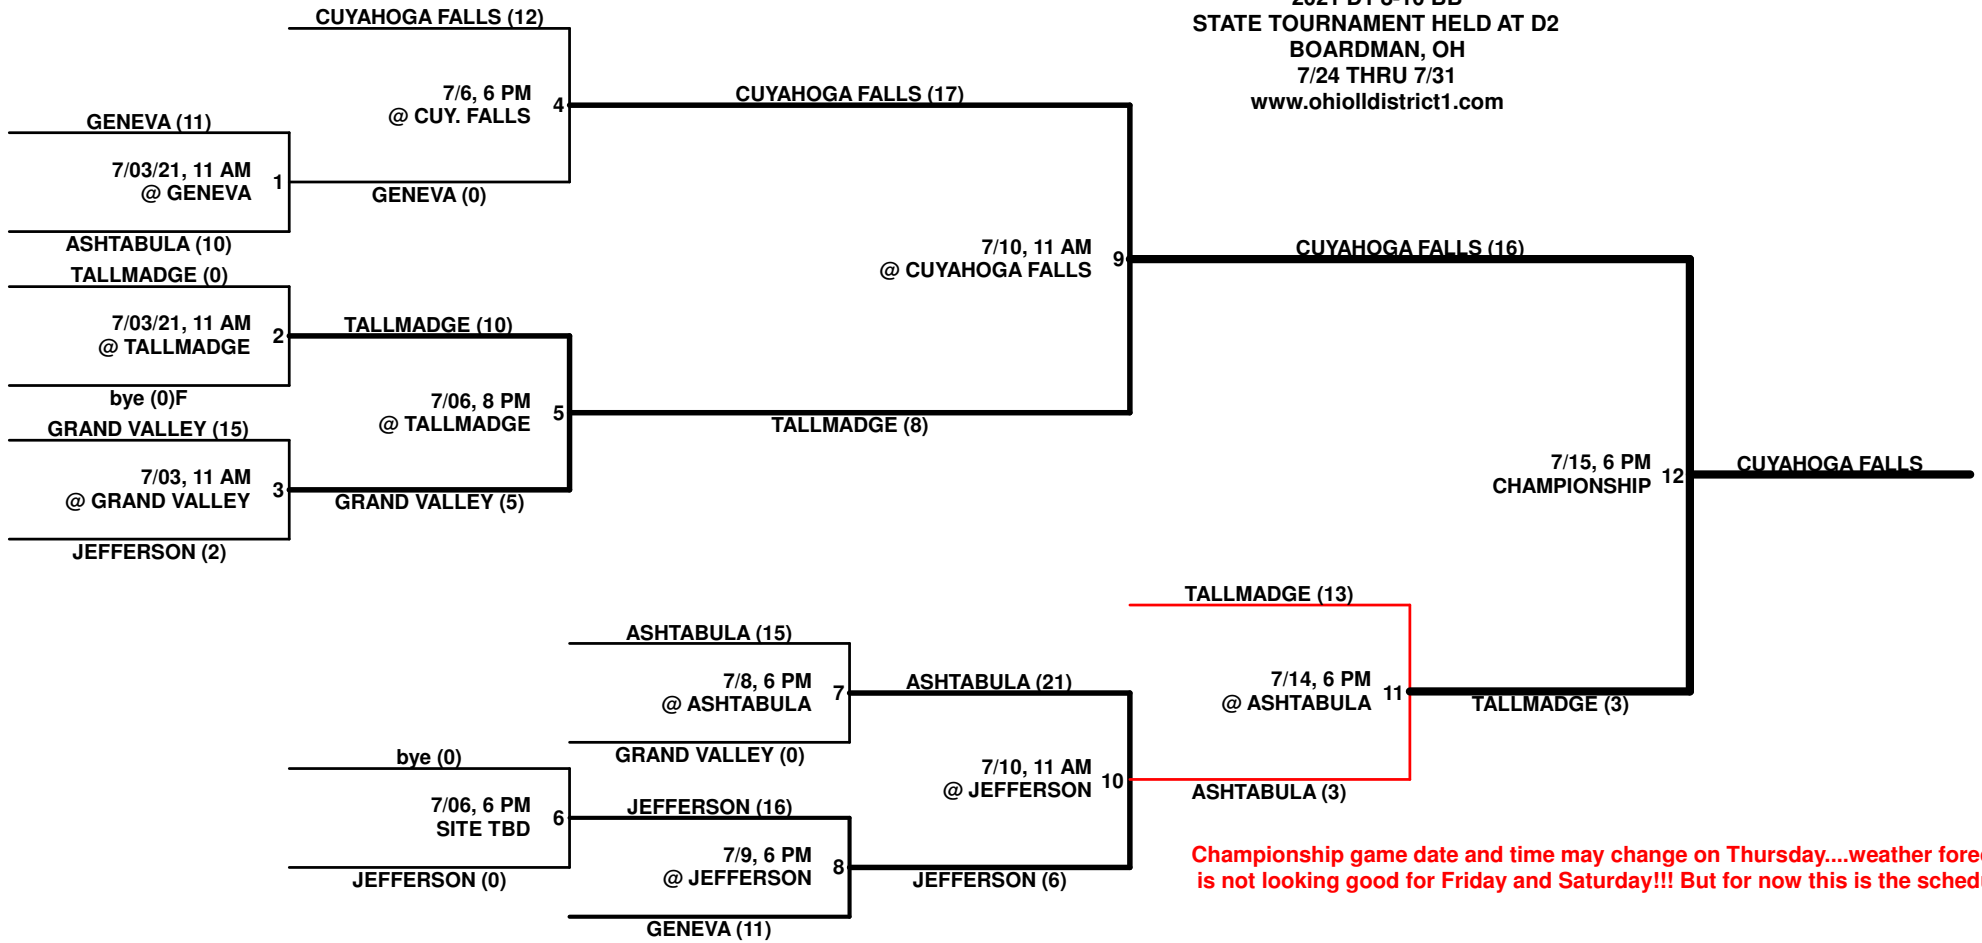 CUYAHOGA FALLS (12)
STATE TOURNAMENT HELD AT D2
BOARDMAN, OH
7/24 THRU 7/31
www.ohiolldistrict1.com
7/6, 6 PM
@ CUY. FALLS
4
CUYAHOGA FALLS (17)
GENEVA (11)
7/03/21, 11 AM
@ GENEVA
1
GENEVA (0)
ASHTABULA (10)
TALLMADGE (0)
7/10, 11 AM
@ CUYAHOGA FALLS
9
CUYAHOGA FALLS (16)
7/03/21, 11 AM
@ TALLMADGE
2
TALLMADGE (10)
bye (0)F
7/06, 8 PM
@ TALLMADGE
5
TALLMADGE (8)
GRAND VALLEY (15)
7/03, 11 AM
@ GRAND VALLEY
3
GRAND VALLEY (5)
JEFFERSON (2)
7/15, 6 PM
CHAMPIONSHIP
12
CUYAHOGA FALLS
TALLMADGE (13)
ASHTABULA (15)
7/8, 6 PM
@ ASHTABULA
7
ASHTABULA (21)
7/14, 6 PM
@ ASHTABULA
11
TALLMADGE (3)
GRAND VALLEY (0)
bye (0)
7/10, 11 AM
@ JEFFERSON
10
ASHTABULA (3)
7/06, 6 PM
SITE TBD
6
JEFFERSON (16)
7/9, 6 PM
@ JEFFERSON
8
JEFFERSON (6)
JEFFERSON (0)
GENEVA (11)
Championship game date and time may change on Thursday....weather
is not looking good for Friday and Saturday!!! But for now this is the